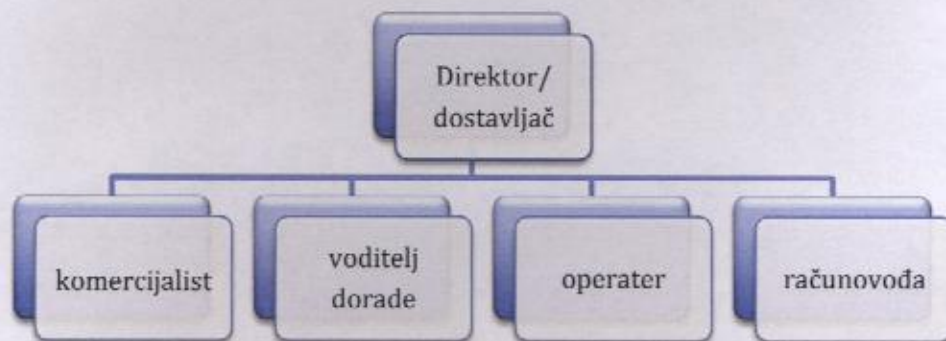 Direktor/
dostavljač
komercijalist
voditelj
dorade
operater
računovođa